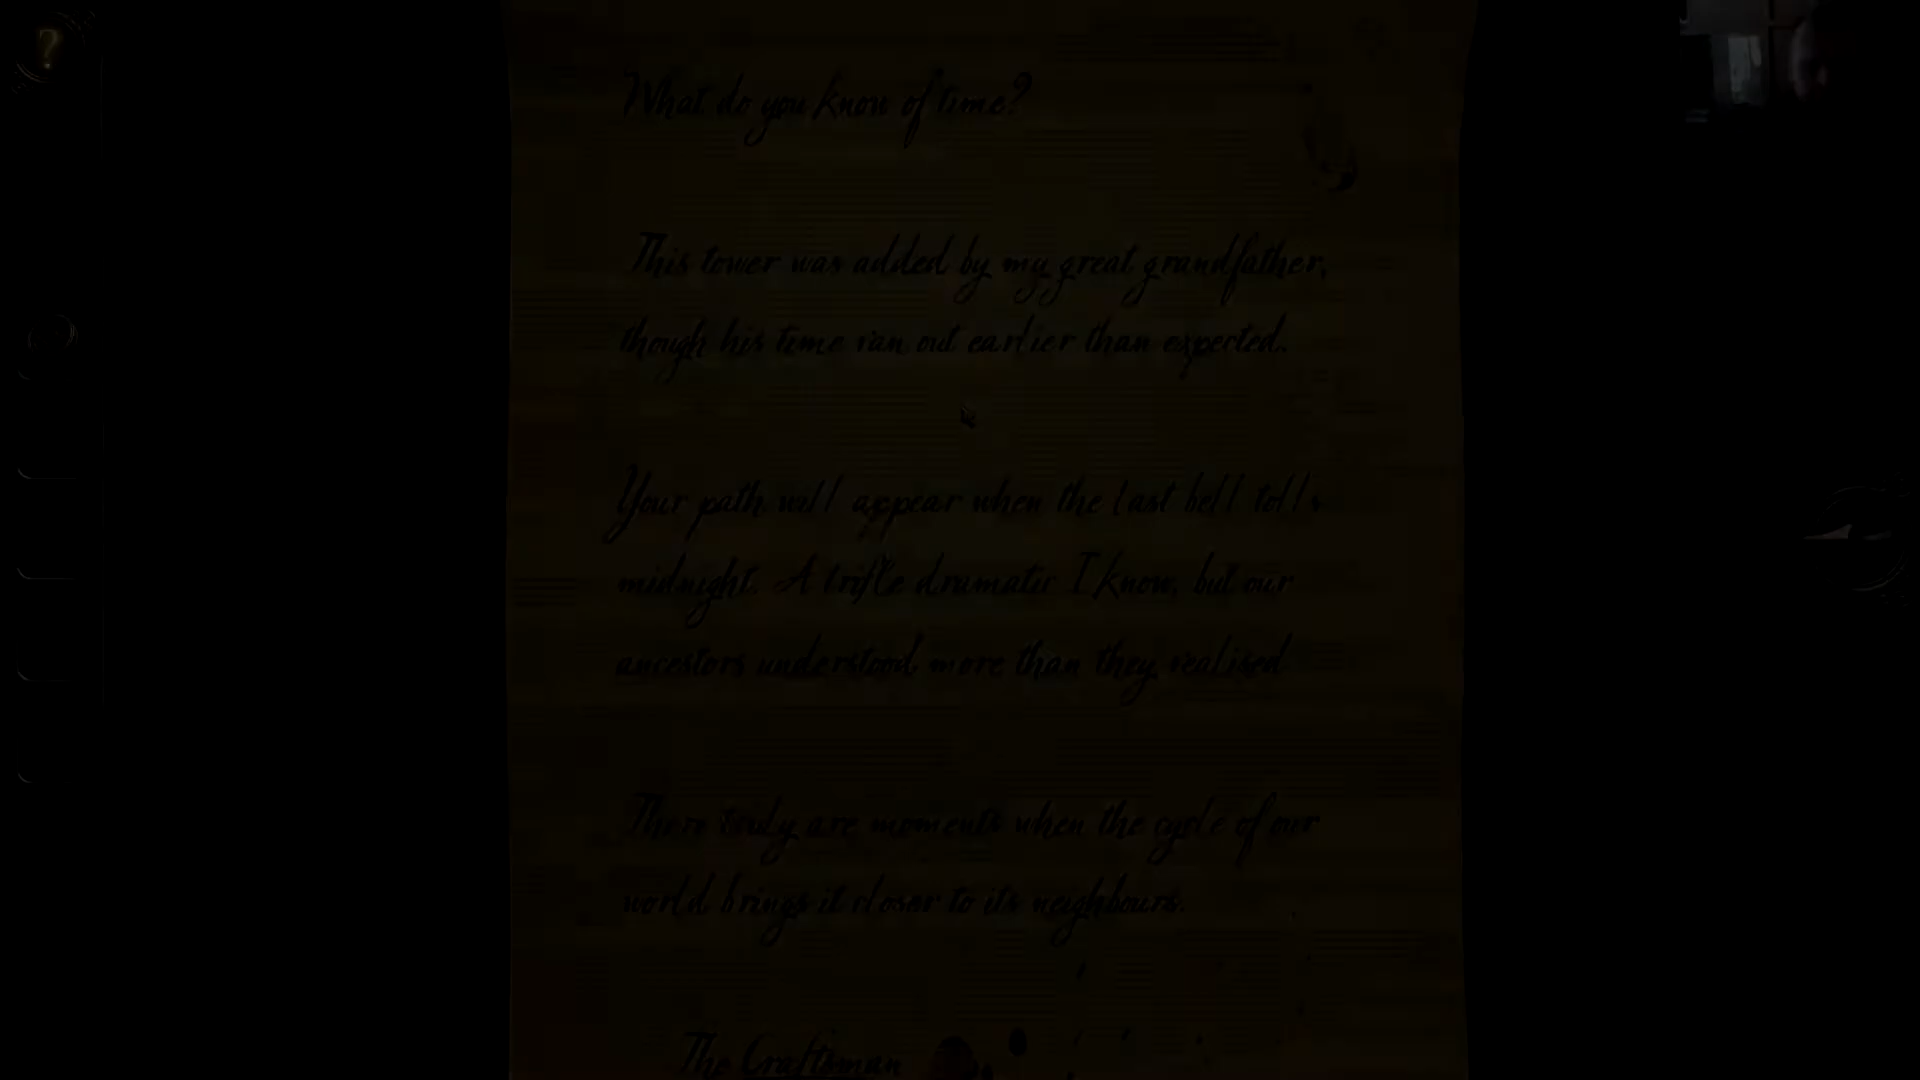 ?
What do you know of time?
This tower was added by my great grandfather,
though his time ran out earlier than expected.
Your path will appear when the last bell tolls
midnight. A trifle dramatic I know, but our
ancestors understood more than they realised
There truly are moments when the cycle of our
world brings it closer to its neighbours.
The Craftsman